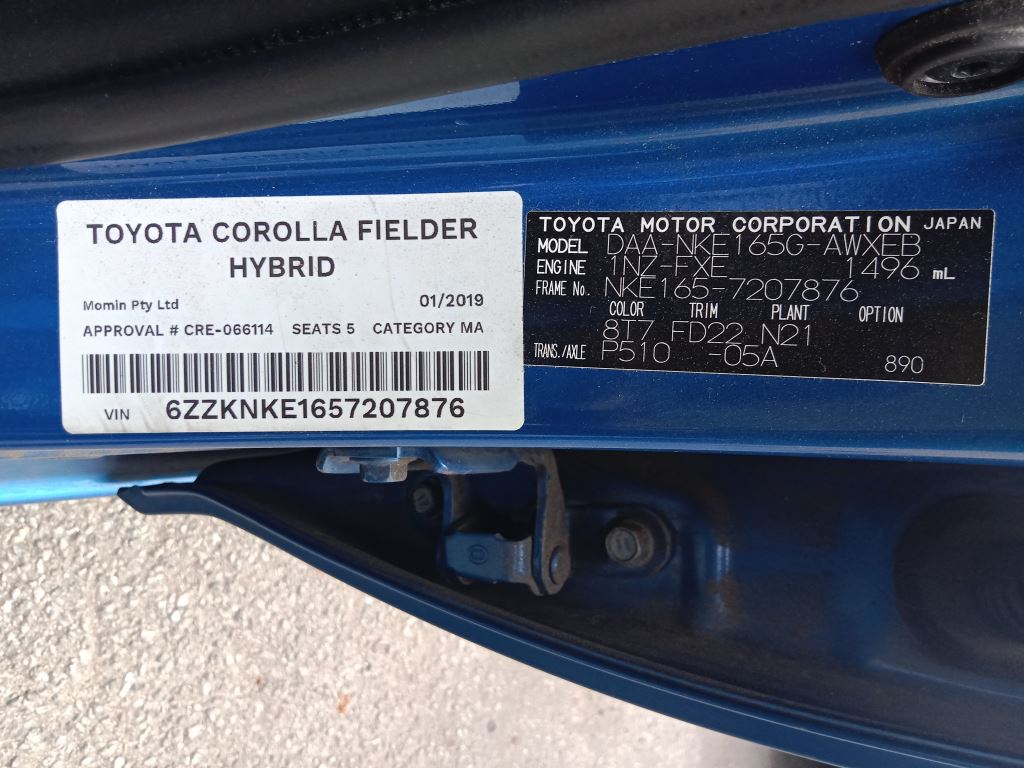 TOYOTA COROLLA FIELDER
HYBRID
Momin Pty Ltd 01/2019
APPROVAL # CRE-066114 SEATS 5 CATEGORY MA
VIN 6ZZKNKE1657207876
TOYOTA MOTOR CORPORATION JAPAN
MODEL DAA-NKE165G-AWXEB
ENGINE 1NZ-FXE 1496 mL
FRAME No. NKE165-7207876
COLOR TRIM PLANT OPTION
8T7 FD22 N21
TRANS./AXLE P510 -05A 890